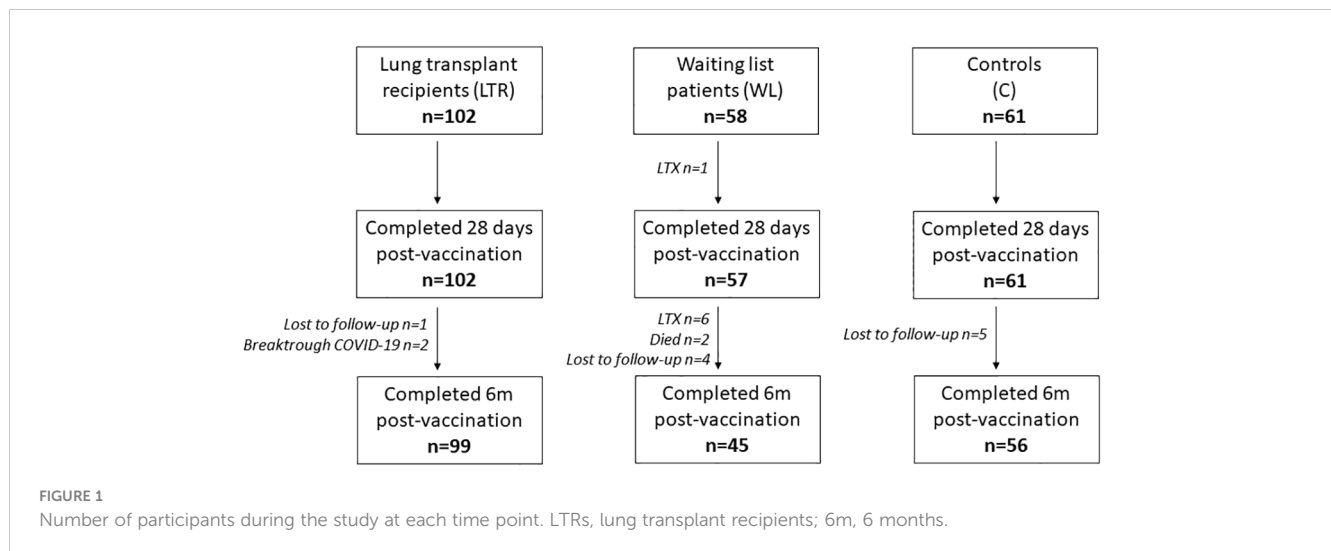 Lung transplant
recipients (LTR)
n=102
Waiting list
patients (WL)
n=58
Controls
(C)
n=61
LTX n=1
Completed 28 days
post-vaccination
n=102
Completed 28 days
post-vaccination
n=57
Completed 28 days
post-vaccination
n=61
Lost to follow-up n=1
Breaktrough COVID-19 n=2
LTX n=6
Died n=2
Lost to follow-up n=4
Lost to follow-up n=5
Completed 6m
post-vaccination
n=99
Completed 6m
post-vaccination
n=45
Completed 6m
post-vaccination
n=56
FIGURE 1
Number of participants during the study at each time point. LTRs, lung transplant recipients; 6m, 6 months.